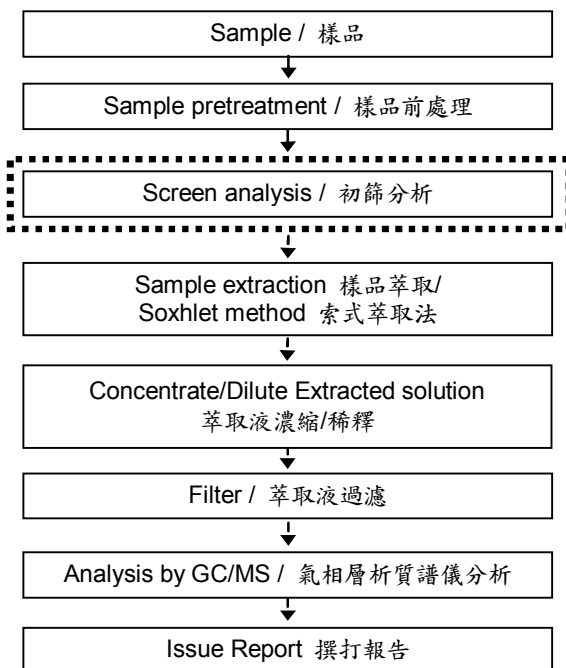 Sample / 樣品
Sample pretreatment / 樣品前處理
Screen analysis / 初篩分析
Sample extraction 樣品萃取/
Soxhlet method 索式萃取法
Concentrate/Dilute Extracted solution
萃取液濃縮/稀釋
Filter / 萃取液過濾
Analysis by GC/MS / 氣相層析質譜儀分析
Issue Report 撰打報告